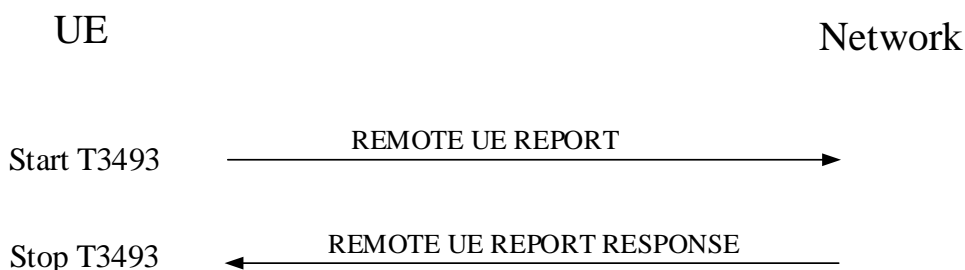 UE
Network
Start T3493
REMOTE UE REPORT
Stop T3493
REMOTE UE REPORT RESPONSE